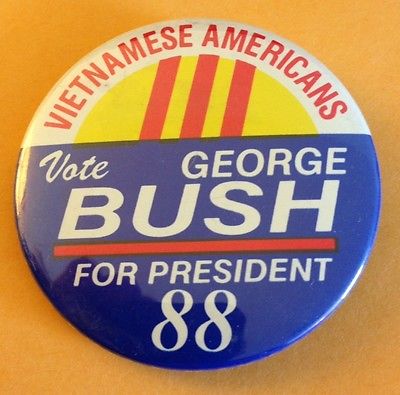 VIETNAMESE AMERICANS
Vote GEORGE
BUSH
FOR PRESIDENT
88